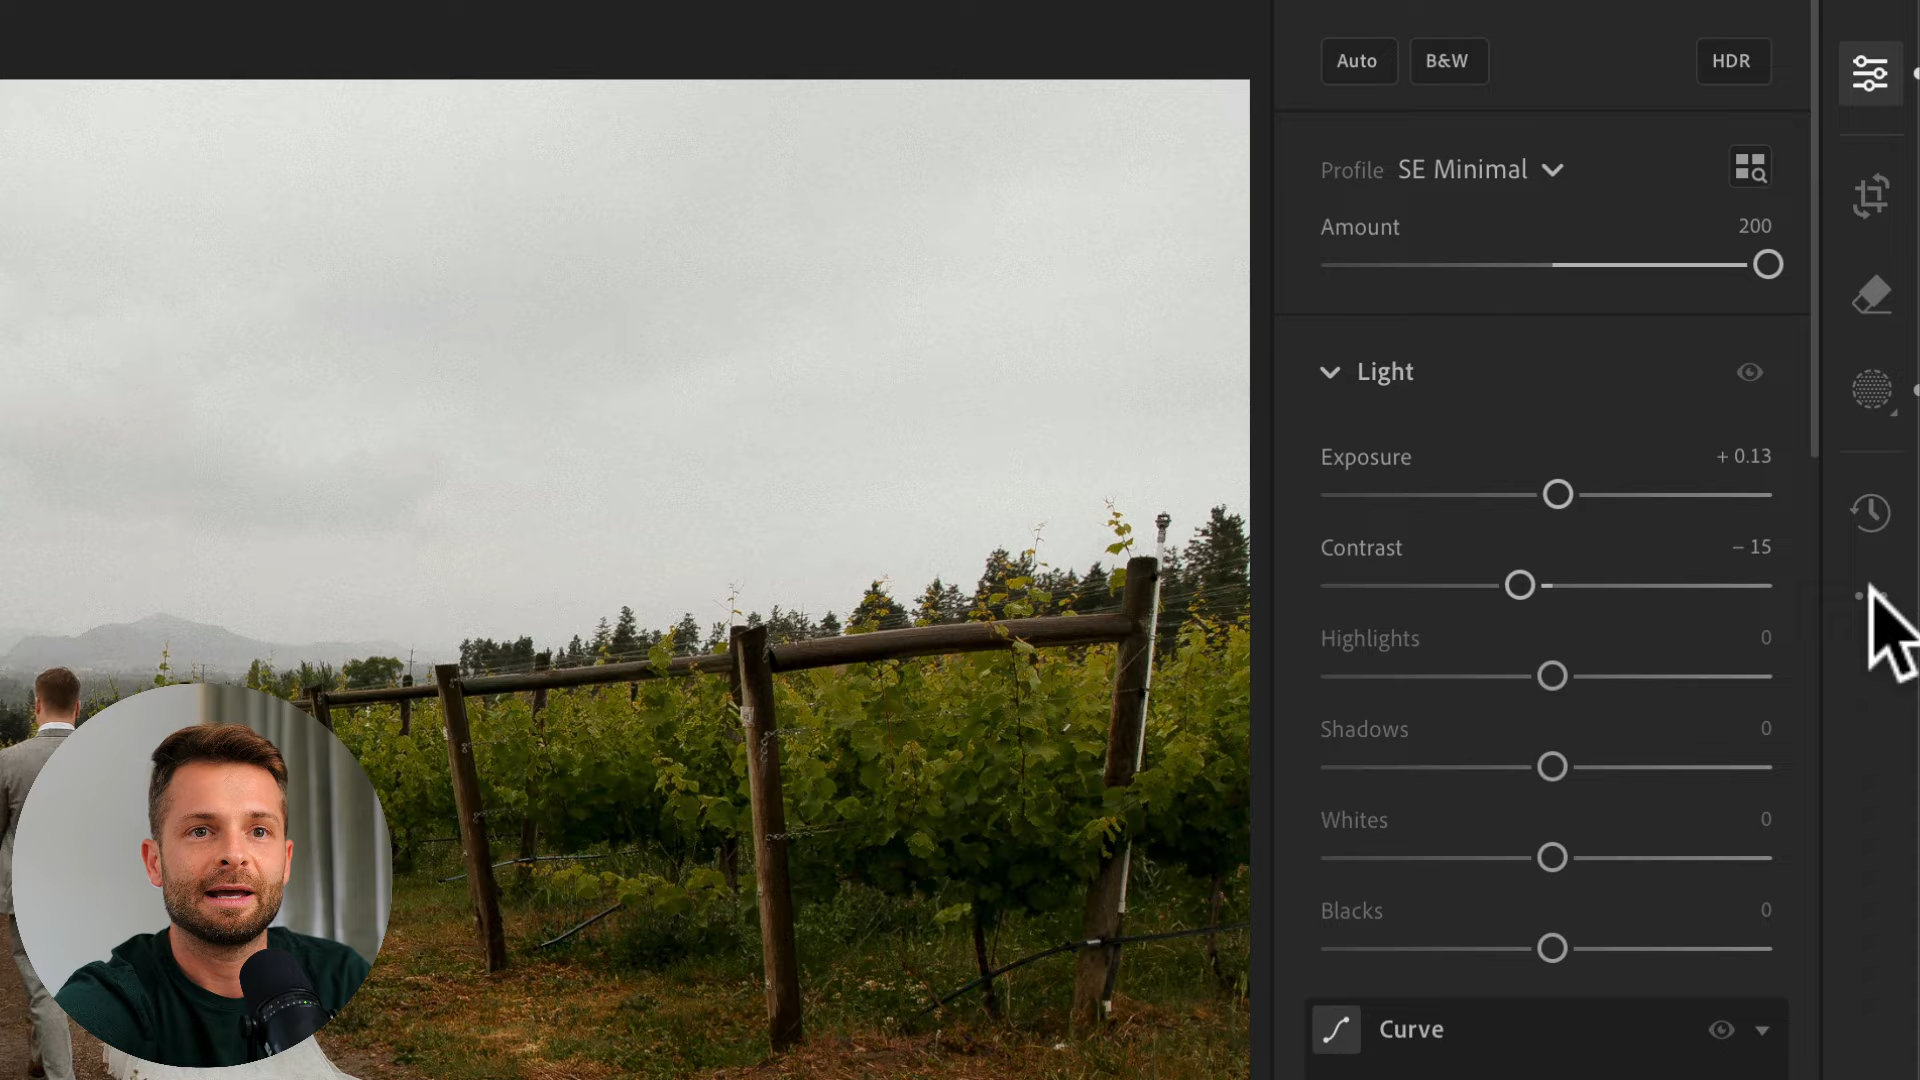 Auto B&W HDR
Profile SE Minimal
Amount 200
Light
Exposure + 0.13
Contrast – 15
Highlights 0
Shadows 0
Whites 0
Blacks 0
Curve